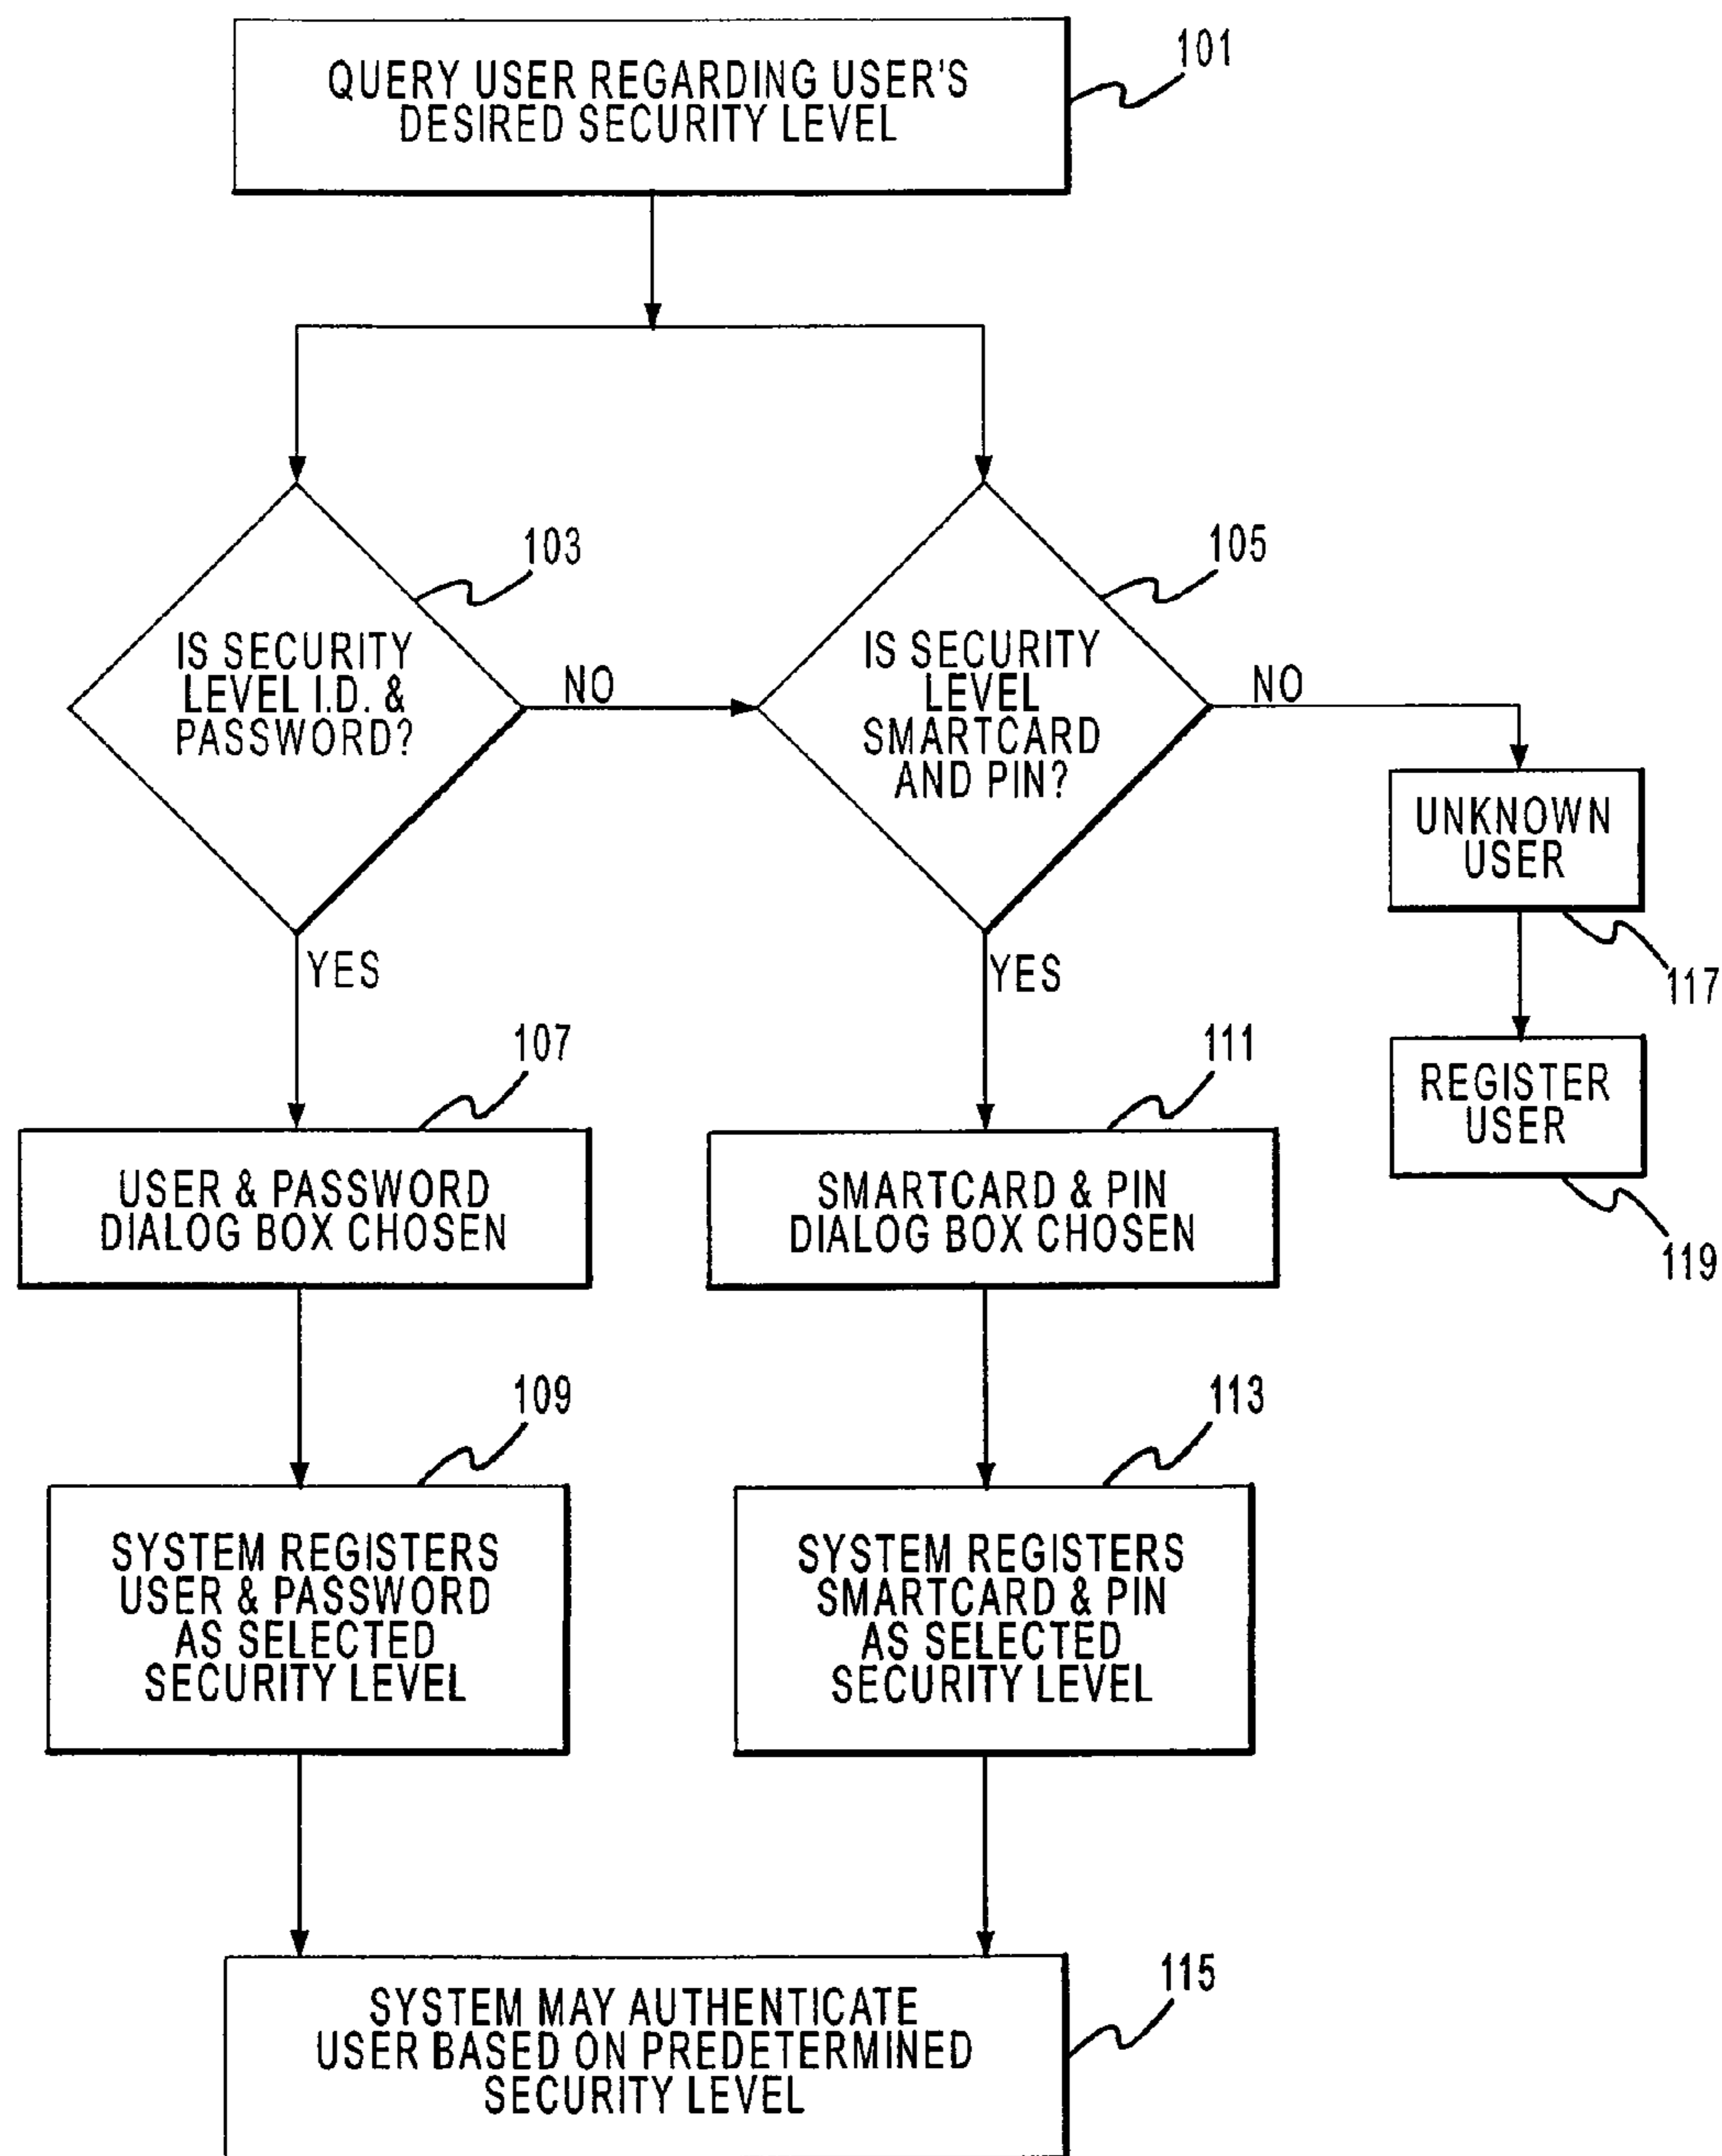 QUERY USER REGARDING USER'S
DESIRED SECURITY LEVEL
101
103
105
IS SECURITY
LEVEL I.D. &
PASSWORD?
NO
IS SECURITY
LEVEL
SMARTCARD
AND PIN?
NO
UNKNOWN
USER
117
YES
YES
REGISTER
USER
119
107
111
USER & PASSWORD
DIALOG BOX CHOSEN
SMARTCARD & PIN
DIALOG BOX CHOSEN
109
113
SYSTEM REGISTERS
USER & PASSWORD
AS SELECTED
SECURITY LEVEL
SYSTEM REGISTERS
SMARTCARD & PIN
AS SELECTED
SECURITY LEVEL
115
SYSTEM MAY AUTHENTICATE
USER BASED ON PREDETERMINED
SECURITY LEVEL